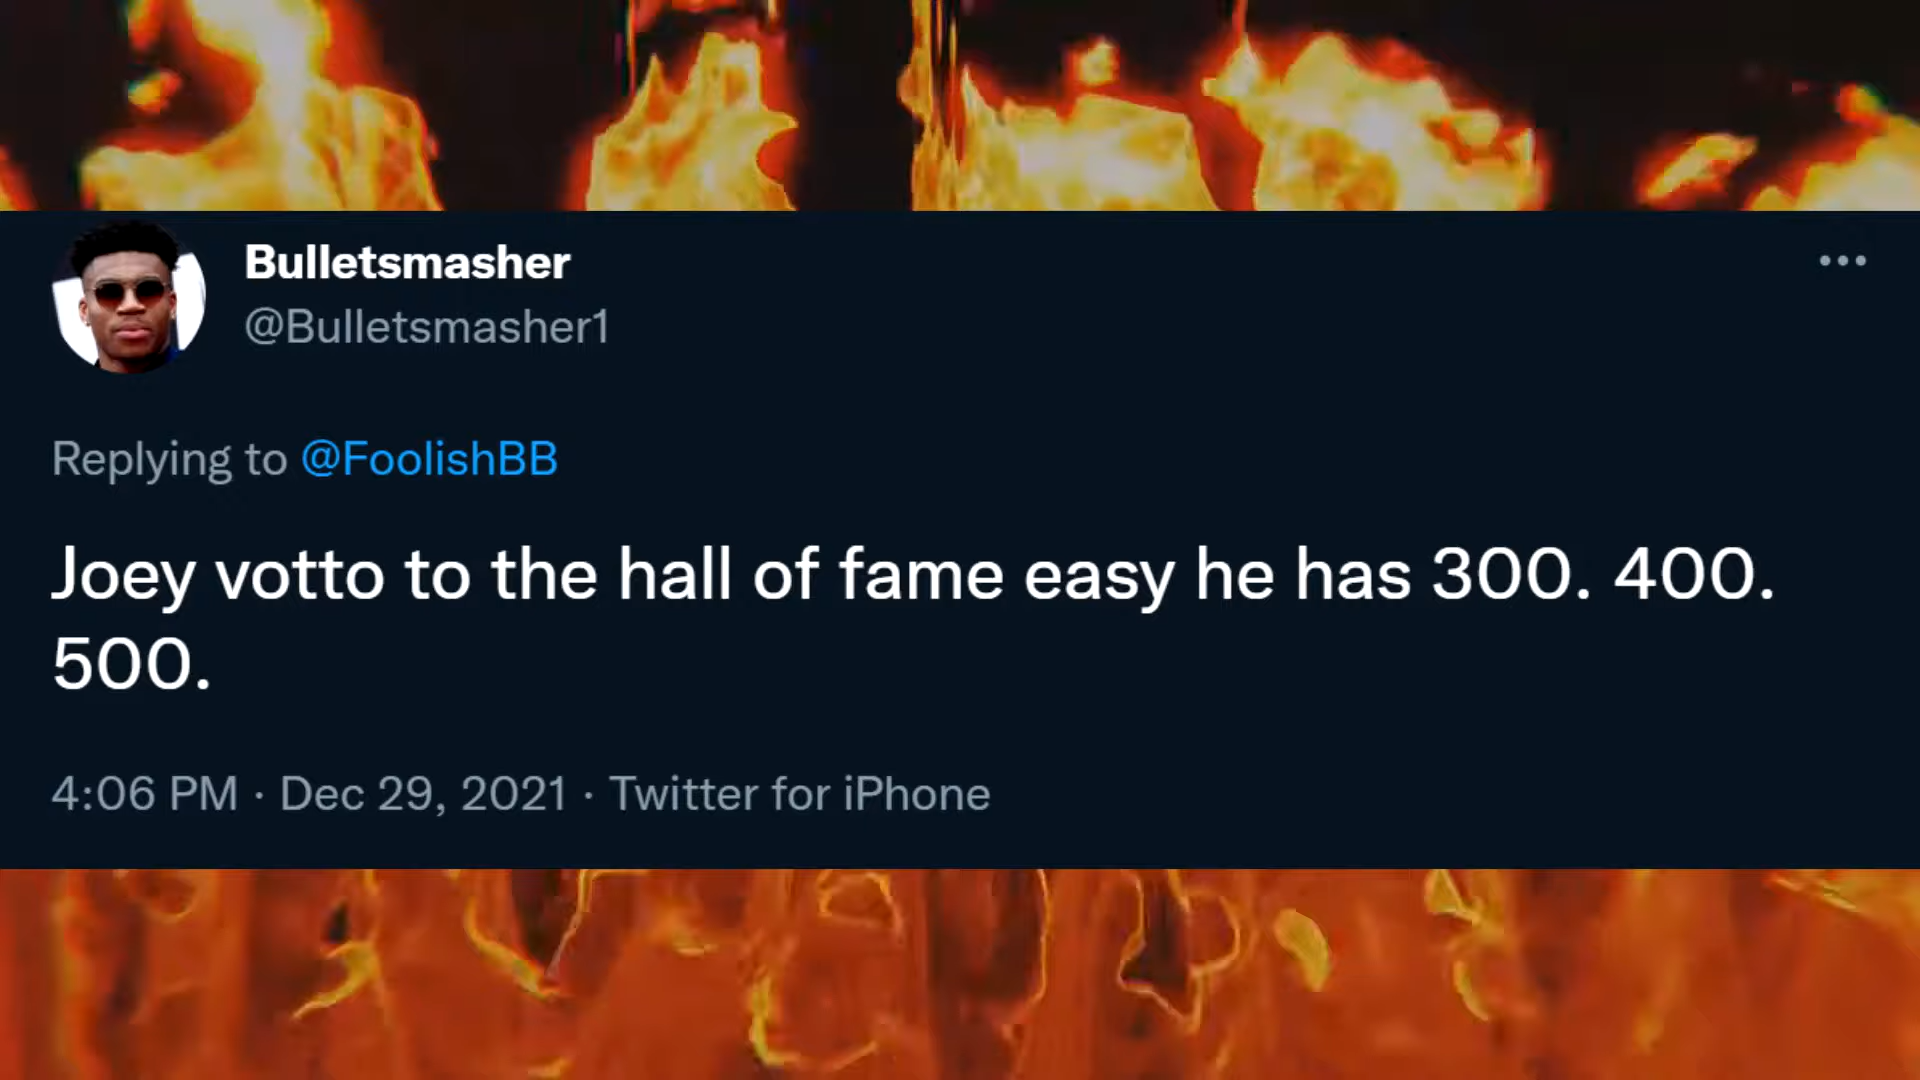 Bulletsmasher
@Bulletsmasher1
Replying to @FoolishBB
Joey votto to the hall of fame easy he has 300. 400.
500.
4:06 PM · Dec 29, 2021 · Twitter for iPhone